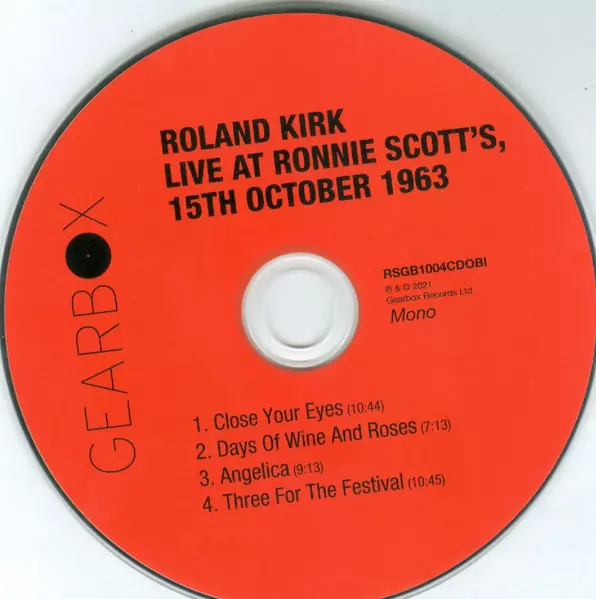 ROLAND KIRK
LIVE AT RONNIE SCOTT'S,
15TH OCTOBER 1963
GEARBOX
RSGB1004CDOBI
℗ & © 2021
Gearbox Records Ltd
Mono
1. Close Your Eyes (10:44)
2. Days Of Wine And Roses (7:13)
3. Angelica (9:13)
4. Three For The Festival (10:45)